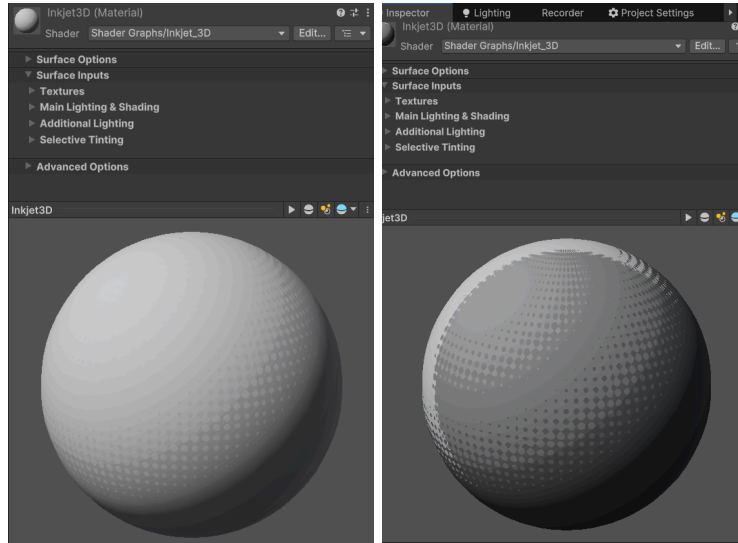 Inkjet3D (Material)
Shader Shader Graphs/Inkjet_3D Edit...
Surface Options
Surface Inputs
Textures
Main Lighting & Shading
Additional Lighting
Selective Tinting
Advanced Options
Inkjet3D
Inspector Lighting Recorder Project Settings
Inkjet3D (Material)
Shader Shader Graphs/Inkjet_3D Edit...
Surface Options
Surface Inputs
Textures
Main Lighting & Shading
Additional Lighting
Selective Tinting
Advanced Options
jet3D